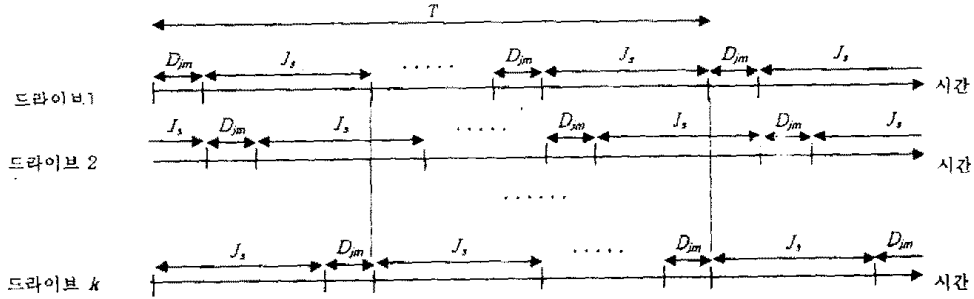 T
D_jm J_s ..... D_jm J_s D_jm J_s
드라이브1 시간
J_s D_jm J_s ..... D_jm J_s D_jm J_s
드라이브 2 시간
......
J_s D_jm J_s ..... D_jm J_s D_jm
드라이브 k 시간